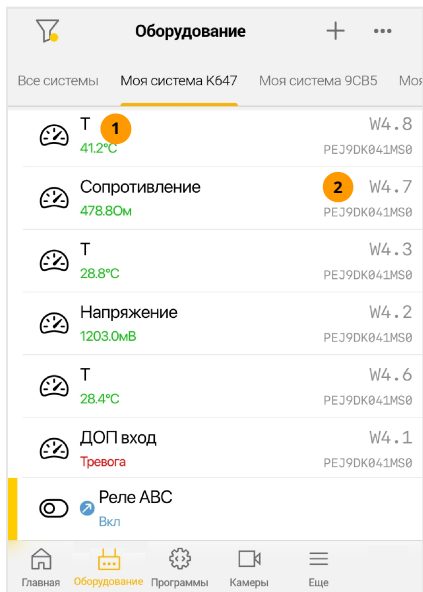 Оборудование
Все системы Моя система K647 Моя система 9CB5 Моя
T 1 W4.8
41.2°C PEJ9DK041MS0
Сопротивление 2 W4.7
478.8Ом PEJ9DK041MS0
T W4.3
28.8°C PEJ9DK041MS0
Напряжение W4.2
1203.0мВ PEJ9DK041MS0
T W4.6
28.4°C PEJ9DK041MS0
ДОП вход W4.1
Тревога PEJ9DK041MS0
Реле АВС
Вкл
Главная Оборудование Программы Камеры Еще